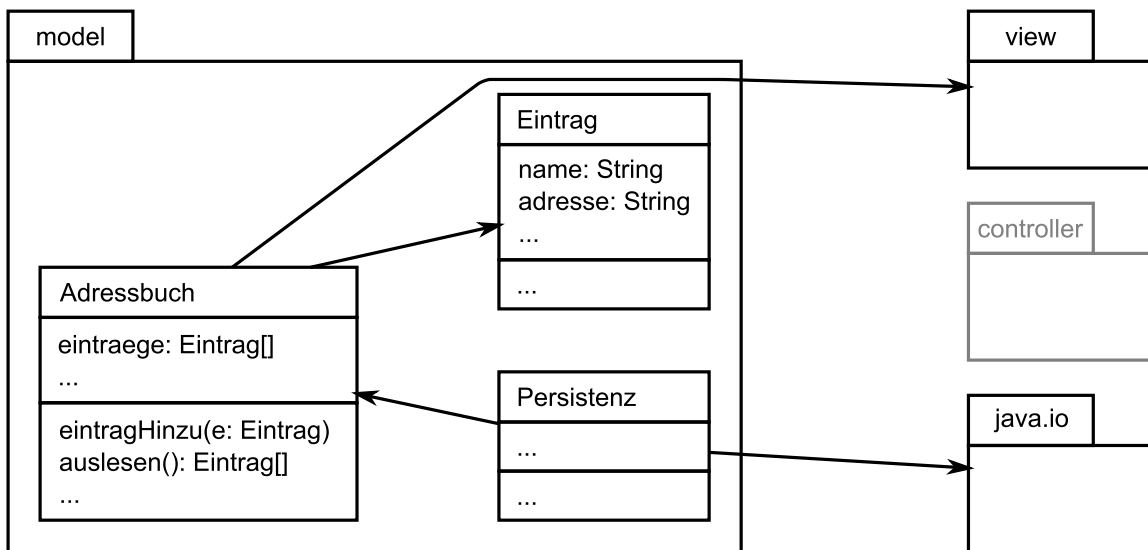 model
Eintrag
name: String
adresse: String
...
...
Adressbuch
eintraege: Eintrag[]
...
eintragHinzu(e: Eintrag)
auslesen(): Eintrag[]
...
Persistenz
...
...
view
controller
java.io